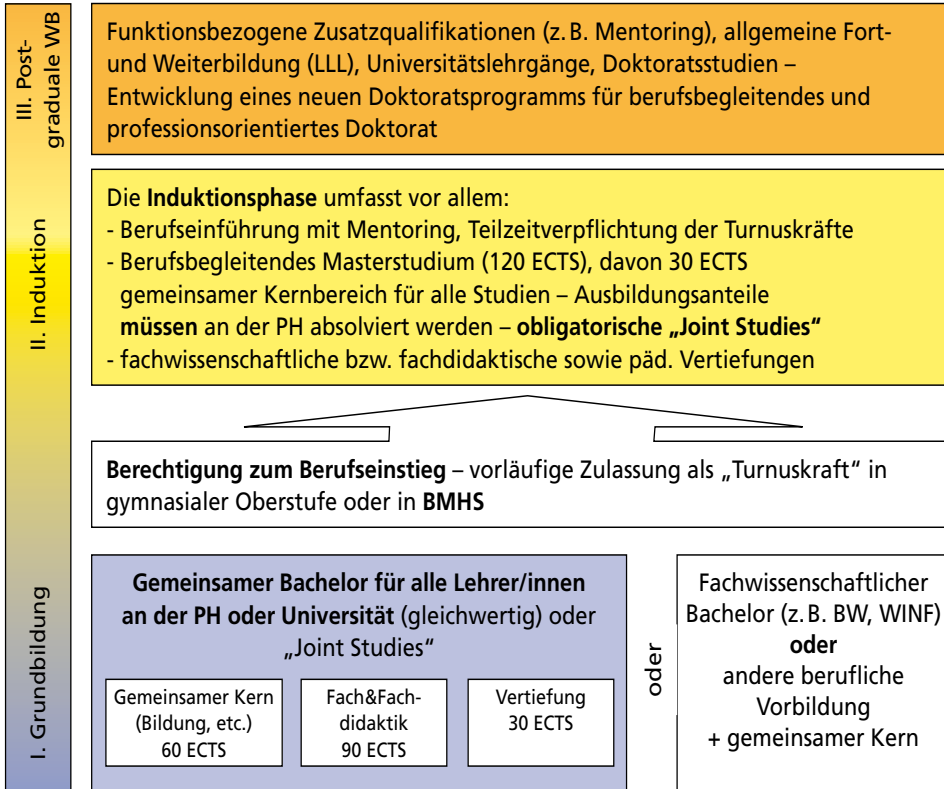 III. Post-
graduale WB
Funktionsbezogene Zusatzqualifikationen (z. B. Mentoring), allgemeine Fort-
und Weiterbildung (LLL), Universitätslehrgänge, Doktoratsstudien –
Entwicklung eines neuen Doktoratsprogramms für berufsbegleitendes und
professionsorientiertes Doktorat
II. Induktion
Die Induktionsphase umfasst vor allem:
- Berufseinführung mit Mentoring, Teilzeitverpflichtung der Turnuskräfte
- Berufsbegleitendes Masterstudium (120 ECTS), davon 30 ECTS
gemeinsamer Kernbereich für alle Studien – Ausbildungsanteile
müssen an der PH absolviert werden – obligatorische „Joint Studies“
- fachwissenschaftliche bzw. fachdidaktische sowie päd. Vertiefungen
Berechtigung zum Berufseinstieg – vorläufige Zulassung als „Turnuskraft“ in
gymnasialer Oberstufe oder in BMHS
I. Grundbildung
Gemeinsamer Bachelor für alle Lehrer/innen
an der PH oder Universität (gleichwertig) oder
„Joint Studies“
Gemeinsamer Kern
(Bildung, etc.)
60 ECTS
Fach&Fach-
didaktik
90 ECTS
Vertiefung
30 ECTS
oder
Fachwissenschaftlicher
Bachelor (z. B. BW, WINF)
oder
andere berufliche
Vorbildung
+ gemeinsamer Kern